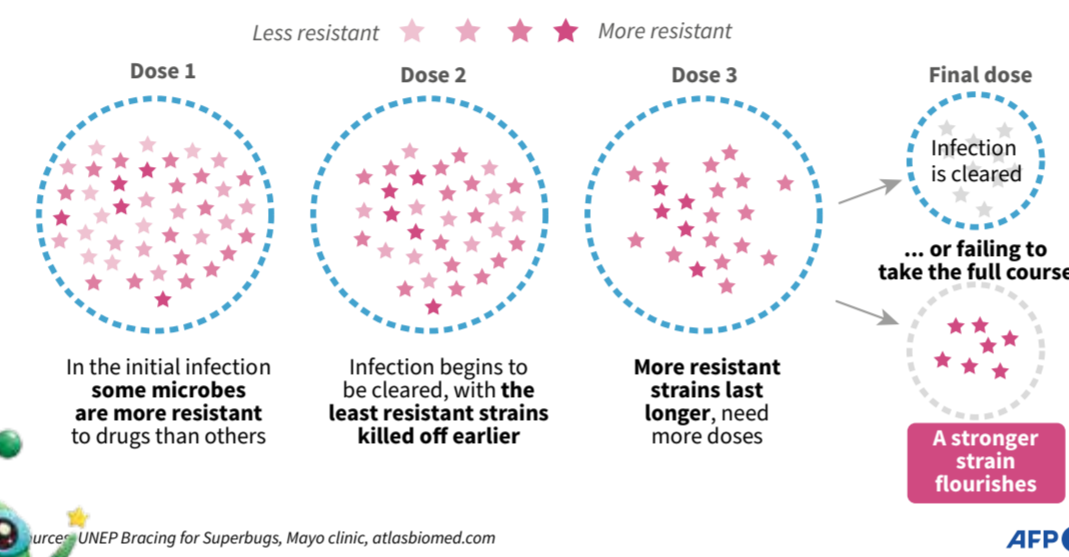 Less resistant
More resistant
Dose 1
Dose 2
Dose 3
Final dose
Infection
is cleared
... or failing to
take the full course
In the initial infection
some microbes
are more resistant
to drugs than others
Infection begins to
be cleared, with the
least resistant strains
killed off earlier
More resistant
strains last
longer, need
more doses
A stronger
strain
flourishes
urces: UNEP Bracing for Superbugs, Mayo clinic, atlasbiomed.com
AFP